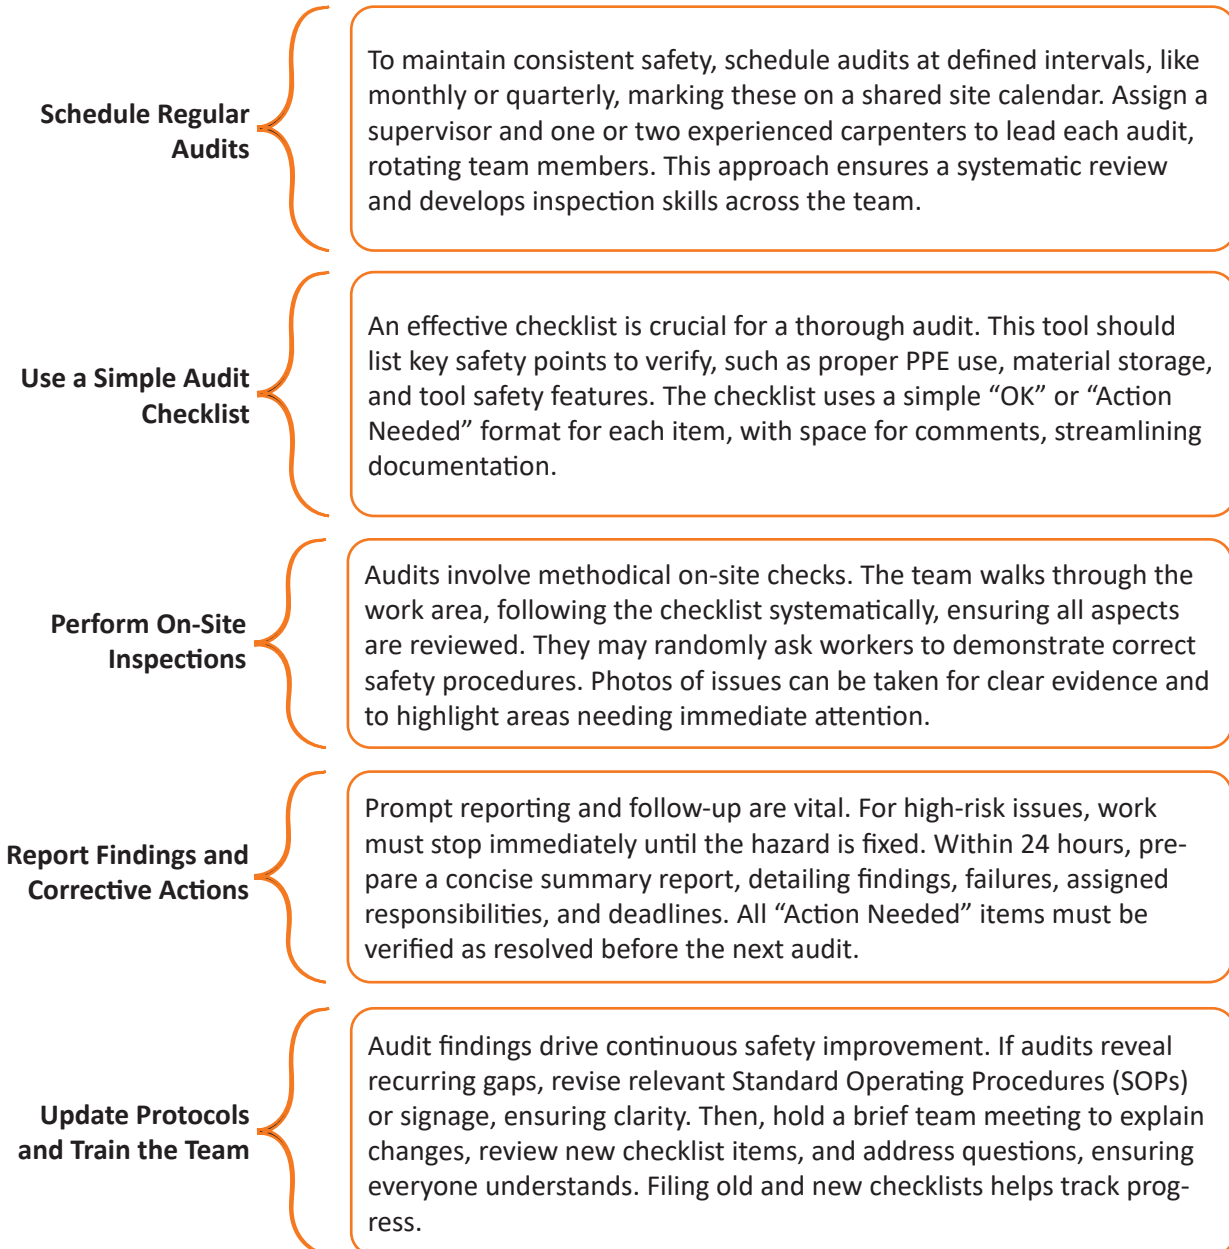 Schedule Regular
Audits
To maintain consistent safety, schedule audits at defined intervals, like
monthly or quarterly, marking these on a shared site calendar. Assign a
supervisor and one or two experienced carpenters to lead each audit,
rotating team members. This approach ensures a systematic review
and develops inspection skills across the team.
Use a Simple Audit
Checklist
An effective checklist is crucial for a thorough audit. This tool should
list key safety points to verify, such as proper PPE use, material storage,
and tool safety features. The checklist uses a simple “OK” or “Action
Needed” format for each item, with space for comments, streamlining
documentation.
Perform On-Site
Inspections
Audits involve methodical on-site checks. The team walks through the
work area, following the checklist systematically, ensuring all aspects
are reviewed. They may randomly ask workers to demonstrate correct
safety procedures. Photos of issues can be taken for clear evidence and
to highlight areas needing immediate attention.
Report Findings and
Corrective Actions
Prompt reporting and follow-up are vital. For high-risk issues, work
must stop immediately until the hazard is fixed. Within 24 hours, pre-
pare a concise summary report, detailing findings, failures, assigned
responsibilities, and deadlines. All “Action Needed” items must be
verified as resolved before the next audit.
Update Protocols
and Train the Team
Audit findings drive continuous safety improvement. If audits reveal
recurring gaps, revise relevant Standard Operating Procedures (SOPs)
or signage, ensuring clarity. Then, hold a brief team meeting to explain
changes, review new checklist items, and address questions, ensuring
everyone understands. Filing old and new checklists helps track prog-
ress.